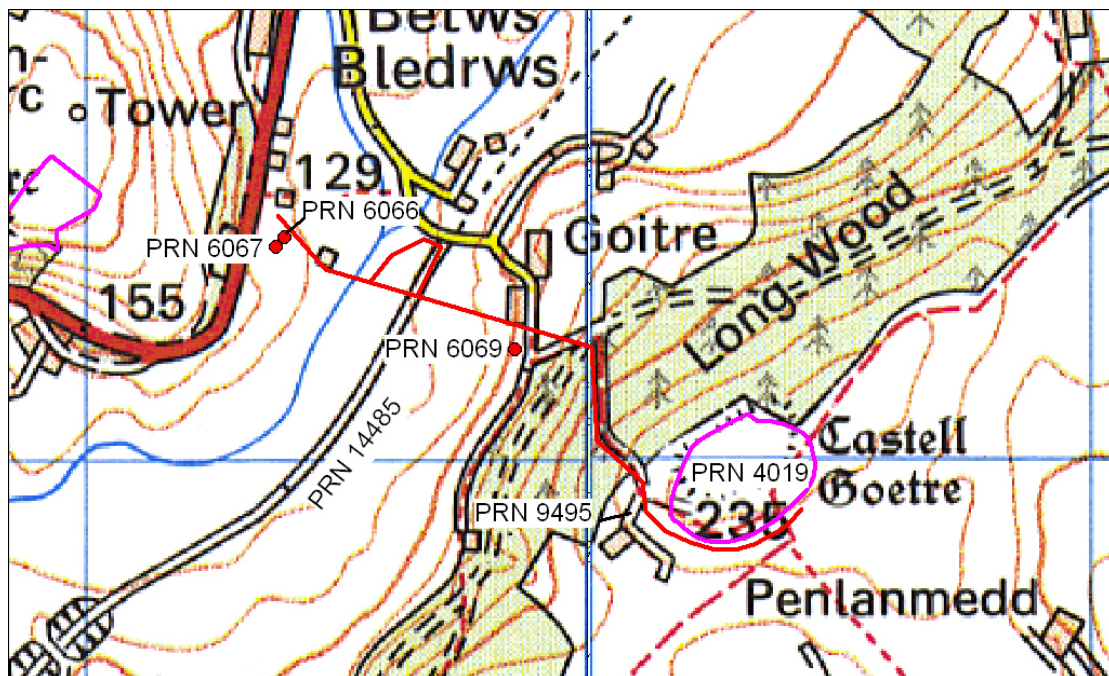 Betws
Bledrws
n-
rc
Tower
129
PRN 6066
PRN 6067
Goitre
155
Long Wood
PRN 6069
PRN 14485
Castell
Goetre
PRN 4019
PRN 9495
235
Penlanmedd